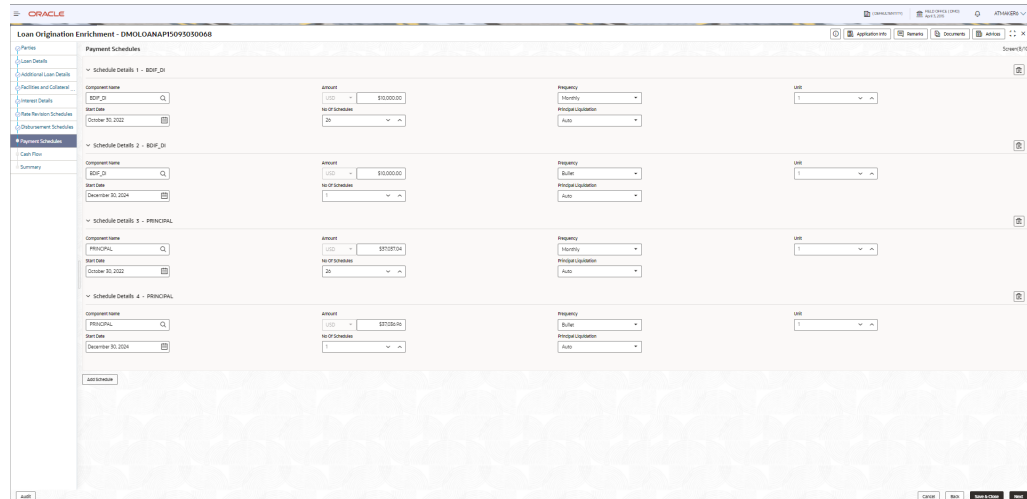 ORACLE
ATMAKER6
Loan Origination Enrichment - DMOLOANAP15093030068
Application Info Remarks Documents Advices
Parties
Loan Details
Additional Loan Details
Facilities and Collateral
Interest Details
Rate Revision Schedules
Disbursement Schedules
Payment Schedules
Cash Flow
Summary
Payment Schedules
Schedule Details 1 - BDIF_DI
Component Name Amount Frequency Unit
BDIF_DI USD $10,000.00 Monthly 1
Start Date No Of Schedules Principal Liquidation
October 30, 2022 26 Auto
Schedule Details 2 - BDIF_DI
Component Name Amount Frequency Unit
BDIF_DI USD $10,000.00 Bullet 1
Start Date No Of Schedules Principal Liquidation
December 30, 2024 1 Auto
Schedule Details 3 - PRINCIPAL
Component Name Amount Frequency Unit
PRINCIPAL USD $37,037.04 Monthly 1
Start Date No Of Schedules Principal Liquidation
October 30, 2022 26 Auto
Schedule Details 4 - PRINCIPAL
Component Name Amount Frequency Unit
PRINCIPAL USD $37,036.96 Bullet 1
Start Date No Of Schedules Principal Liquidation
December 30, 2024 1 Auto
Add Schedule
Audit Cancel Back Save & Close Next